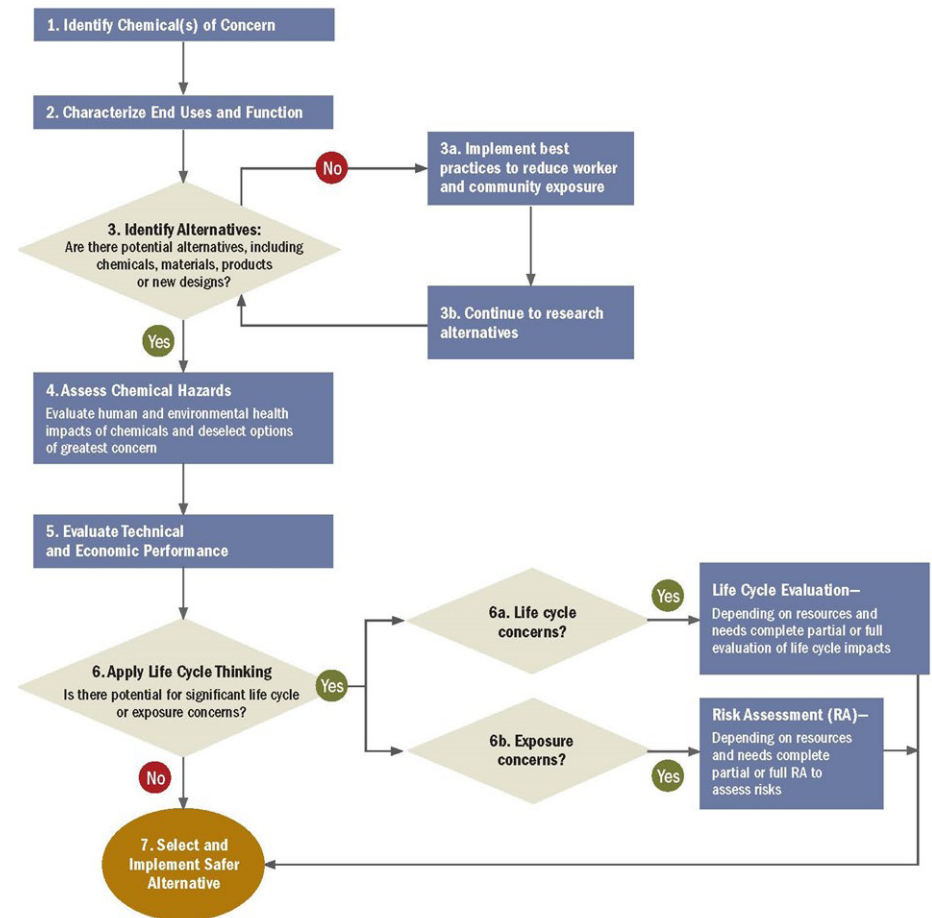 1. Identify Chemical(s) of Concern
2. Characterize End Uses and Function
No
3a. Implement best
practices to reduce worker
and community exposure
3. Identify Alternatives:
Are there potential alternatives, including
chemicals, materials, products
or new designs?
3b. Continue to research
alternatives
Yes
4. Assess Chemical Hazards
Evaluate human and environmental health
impacts of chemicals and deselect options
of greatest concern
5. Evaluate Technical
and Economic Performance
6. Apply Life Cycle Thinking
Is there potential for significant life cycle
or exposure concerns?
Yes
6a. Life cycle
concerns?
Yes
Life Cycle Evaluation—
Depending on resources and
needs complete partial or full
evaluation of life cycle impacts
6b. Exposure
concerns?
Yes
Risk Assessment (RA)—
Depending on resources
and needs complete
partial or full RA to
assess risks
No
7. Select and
Implement Safer
Alternative